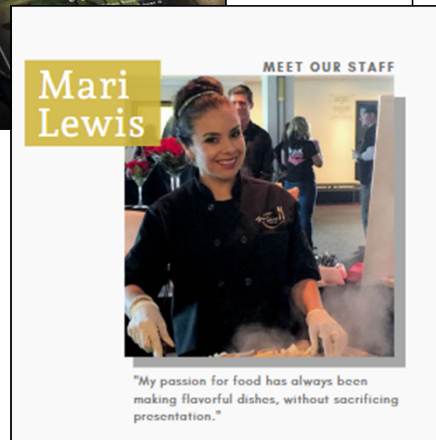 MEET OUR STAFF
Mari
Lewis
"My passion for food has always been
making flavorful dishes, without sacrificing
presentation."